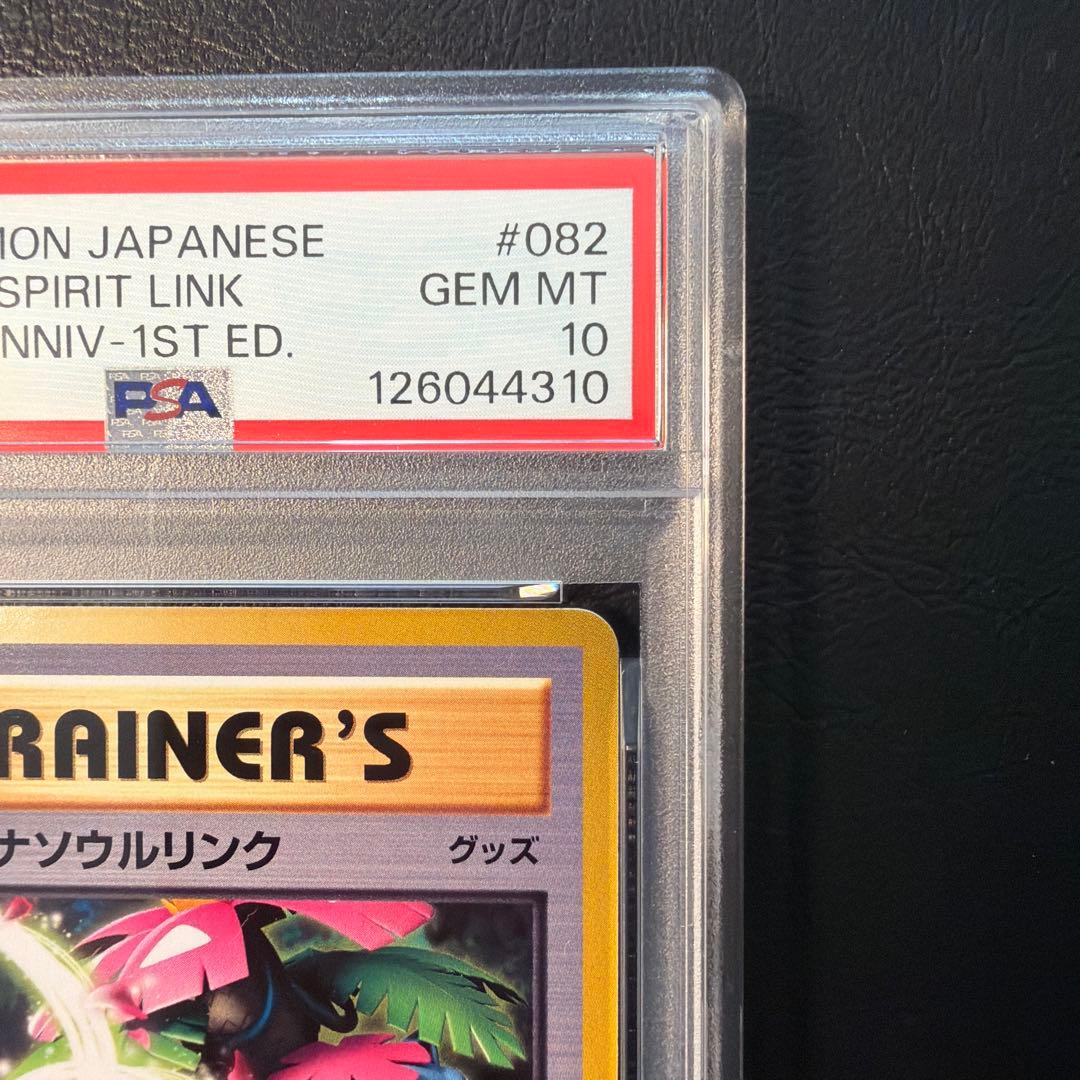 MON JAPANESE #082
SPIRIT LINK GEM MT
NNIV-1ST ED. 10
PSA 126044310
RAINER'S
ナソウルリンク グッズ